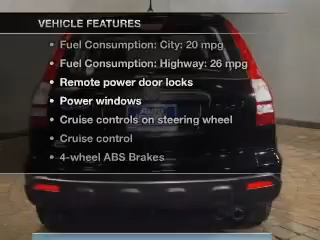 VEHICLE FEATURES
• Fuel Consumption: City: 20 mpg
• Fuel Consumption: Highway: 26 mpg
• Remote power door locks
• Power windows
• Cruise controls on steering wheel
• Cruise control
• 4-wheel ABS Brakes